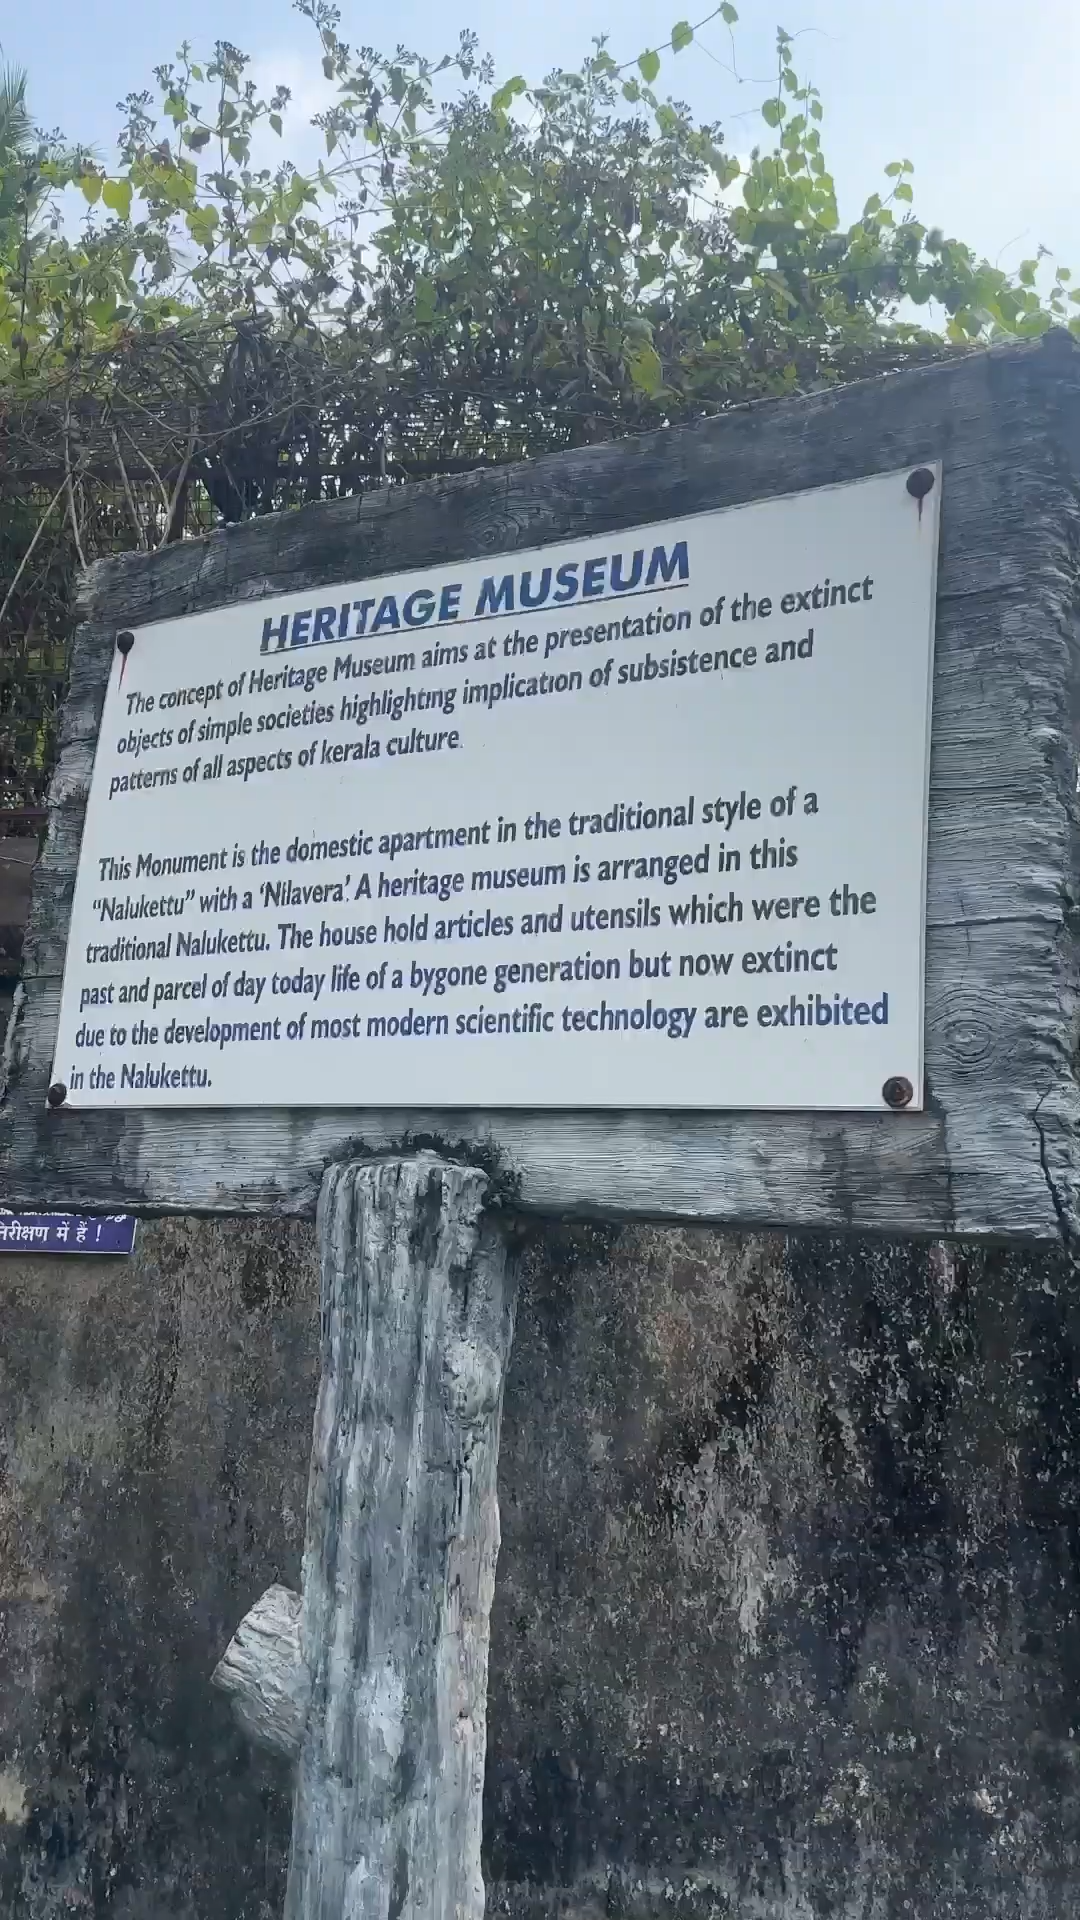 HERITAGE MUSEUM
The concept of Heritage Museum aims at the presentation of the extinct
objects of simple societies highlighting implication of subsistence and
patterns of all aspects of kerala culture.
This Monument is the domestic apartment in the traditional style of a
“Nalukettu” with a ‘Nilavera’. A heritage museum is arranged in this
traditional Nalukettu. The house hold articles and utensils which were the
past and parcel of day today life of a bygone generation but now extinct
due to the development of most modern scientific technology are exhibited
in the Nalukettu.
में हैं !